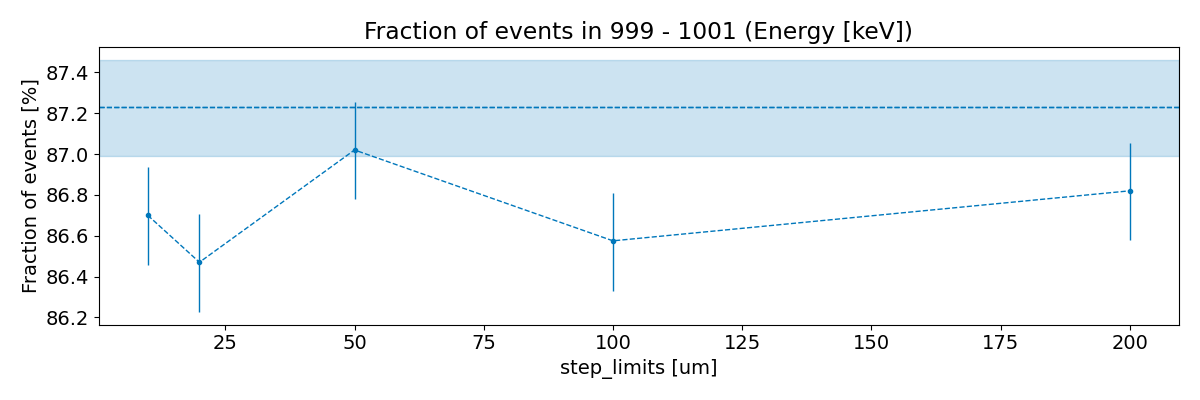 Fraction of events in 999 - 1001 (Energy [keV])
Fraction of events [%]
87.4
87.2
87.0
86.8
86.6
86.4
86.2
25 50 75 100 125 150 175 200
step_limits [um]